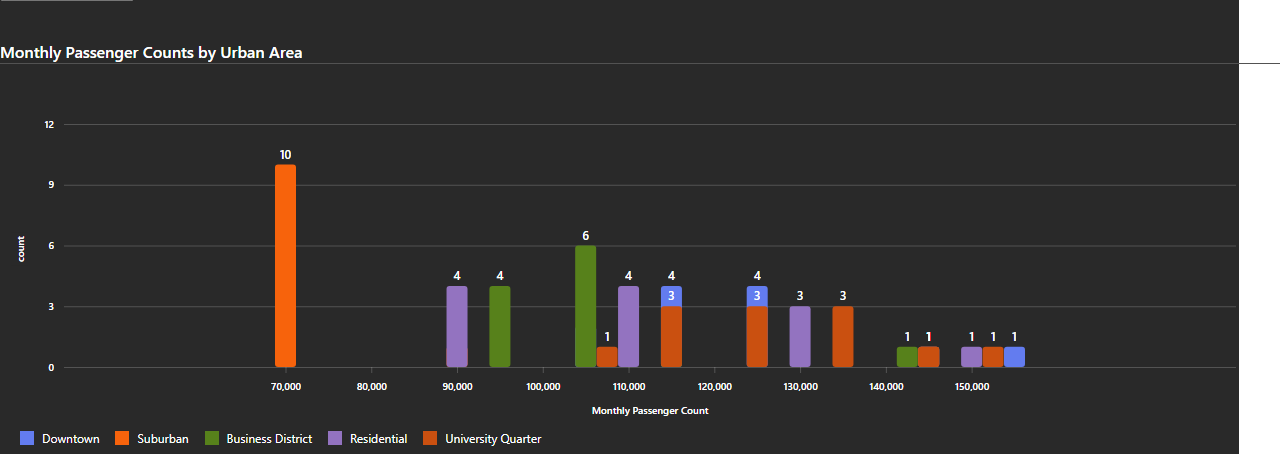 Monthly Passenger Counts by Urban Area
12
10
9
6
6
4 4 4 4 4
3 3
3 3 3
1 1 1 1 1 1
0
count
70,000 80,000 90,000 100,000 110,000 120,000 130,000 140,000 150,000
Monthly Passenger Count
Downtown Suburban Business District Residential University Quarter